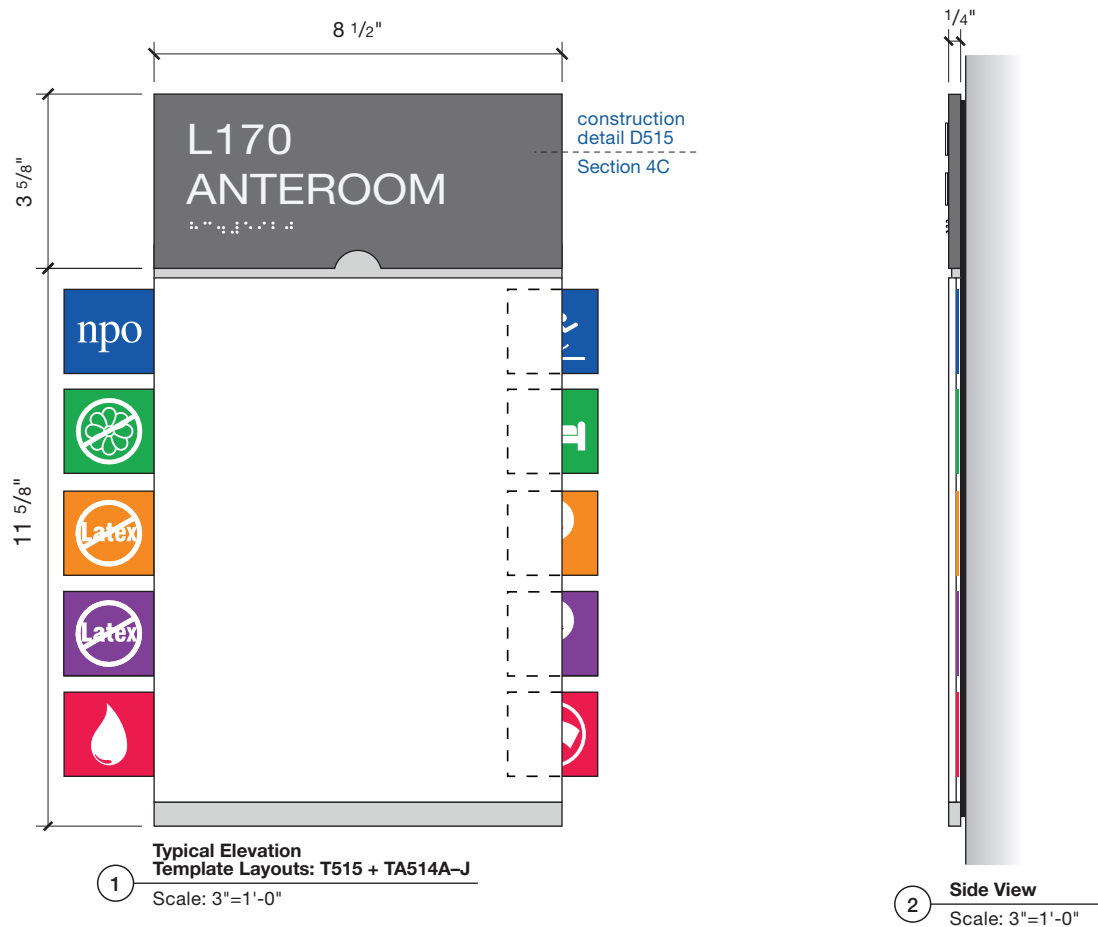 8 1/2"
1/4"
3 5/8"
L170
ANTEROOM
construction
detail D515
Section 4C
npo
11 5/8"
Latex
Latex
1
Typical Elevation
Template Layouts: T515 + TA514A–J
Scale: 3"=1'-0"
2
Side View
Scale: 3"=1'-0"